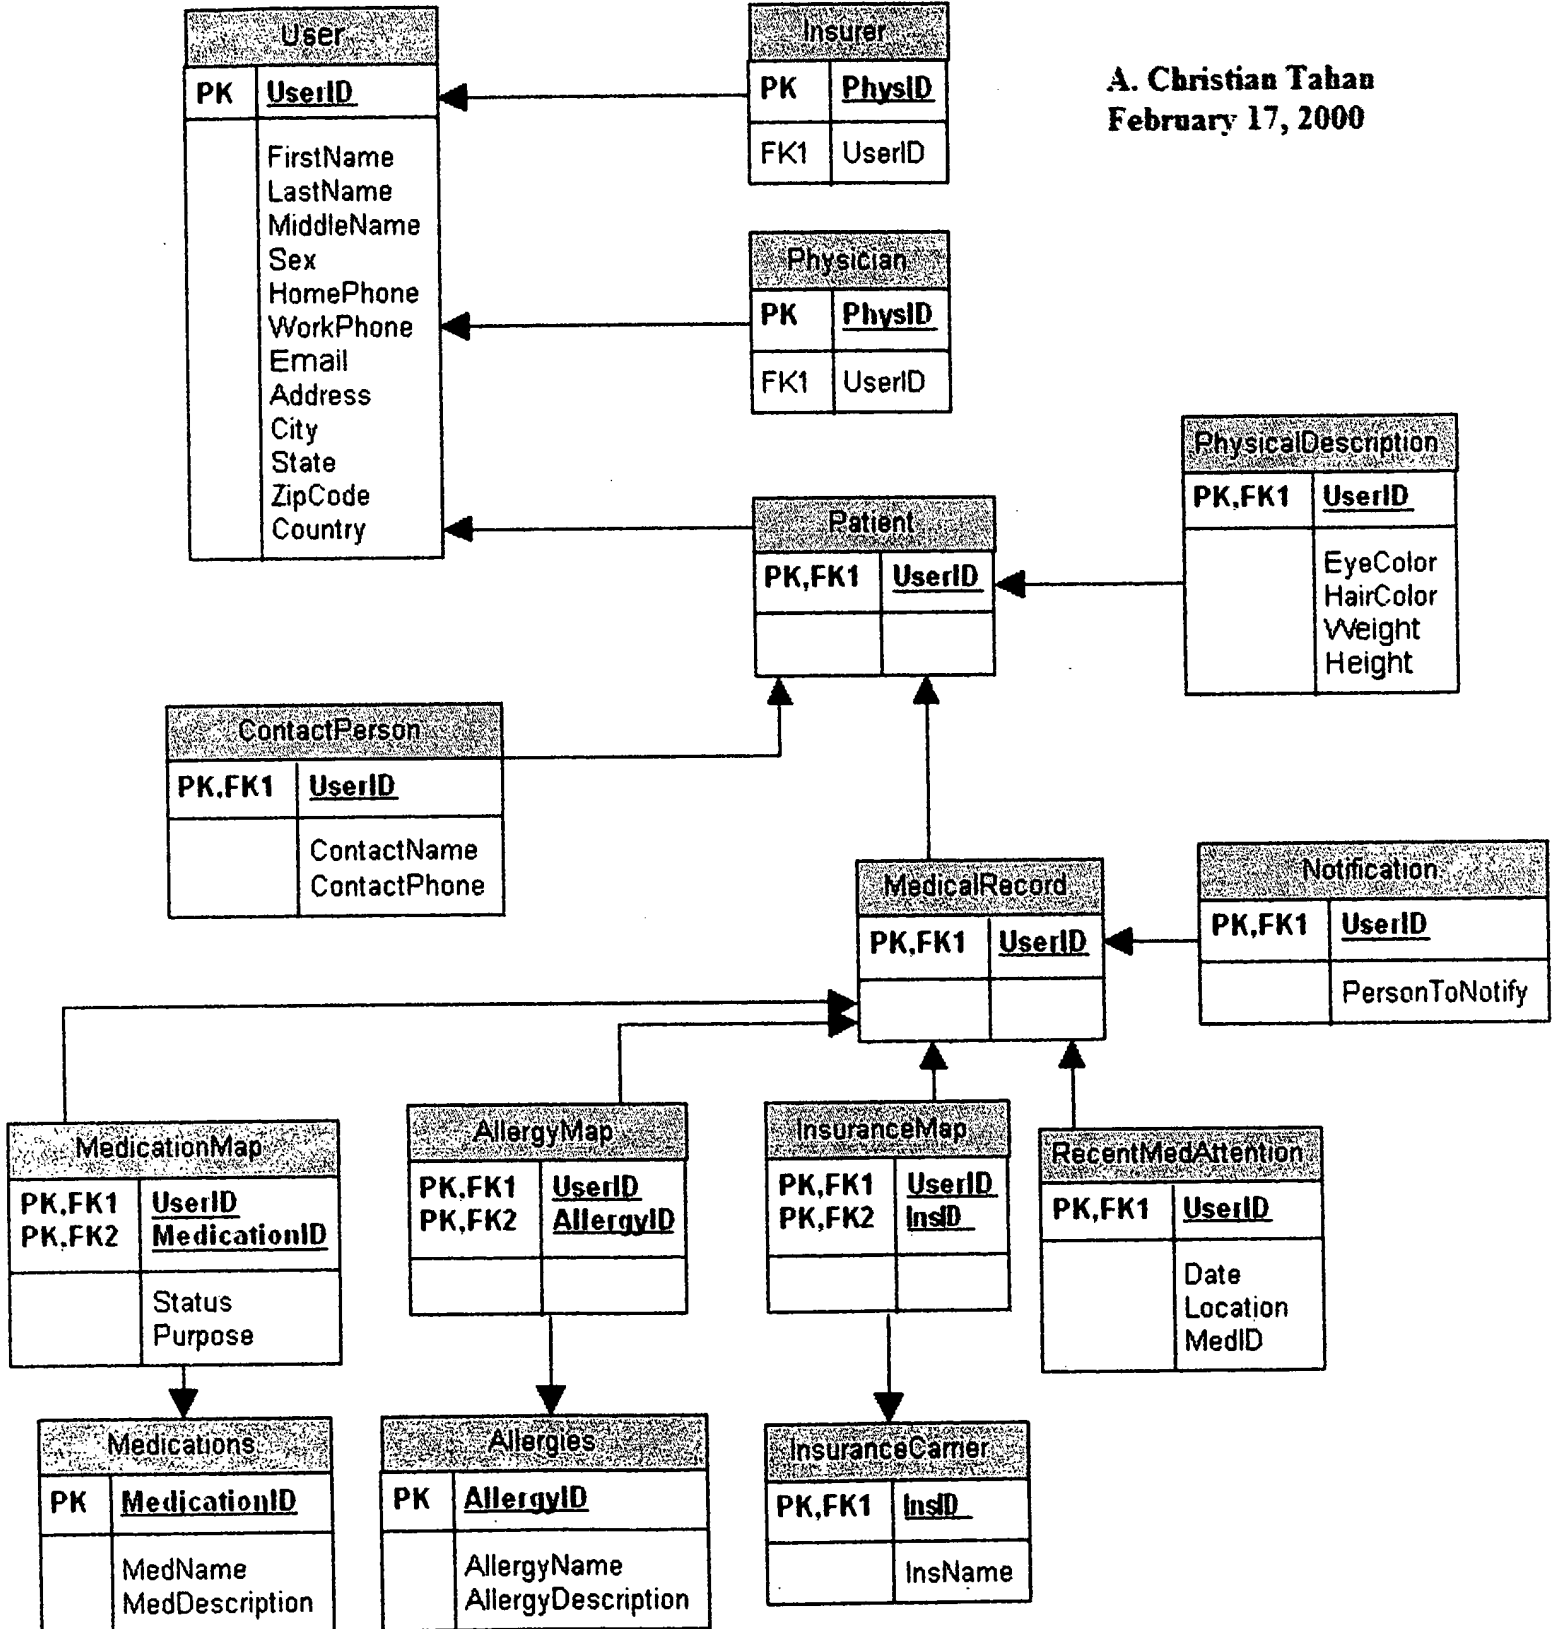 User
PK UserID
FirstName
LastName
MiddleName
Sex
HomePhone
WorkPhone
Email
Address
City
State
ZipCode
Country
Insurer
PK PhysID
FK1 UserID
A. Christian Tahan
February 17, 2000
Physician
PK PhysID
FK1 UserID
PhysicalDescription
PK,FK1 UserID
EyeColor
HairColor
Weight
Height
Patient
PK,FK1 UserID
ContactPerson
PK,FK1 UserID
ContactName
ContactPhone
MedicalRecord
PK,FK1 UserID
Notification
PK,FK1 UserID
PersonToNotify
MedicationMap
PK,FK1 UserID
PK,FK2 MedicationID
Status
Purpose
AllergyMap
PK,FK1 UserID
PK,FK2 AllergyID
InsuranceMap
PK,FK1 UserID
PK,FK2 InsID
RecentMedAttention
PK,FK1 UserID
Date
Location
MedID
Medications
PK MedicationID
MedName
MedDescription
Allergies
PK AllergyID
AllergyName
AllergyDescription
InsuranceCarrier
PK,FK1 InsID
InsName